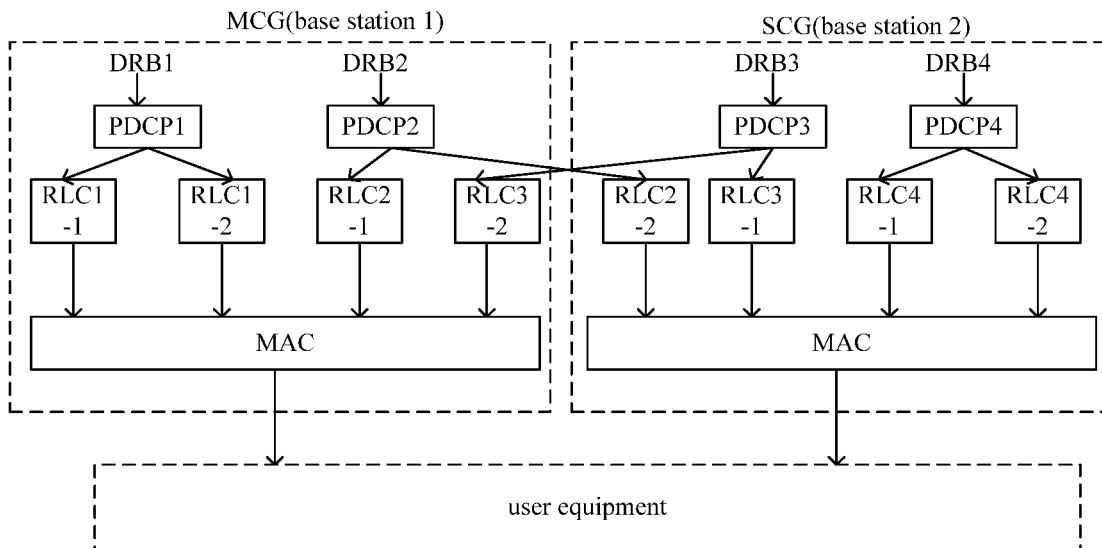 MCG(base station 1)
SCG(base station 2)
DRB1
DRB2
DRB3
DRB4
PDCP1
PDCP2
PDCP3
PDCP4
RLC1
-1
RLC1
-2
RLC2
-1
RLC3
-2
RLC2
-2
RLC3
-1
RLC4
-1
RLC4
-2
MAC
MAC
user equipment